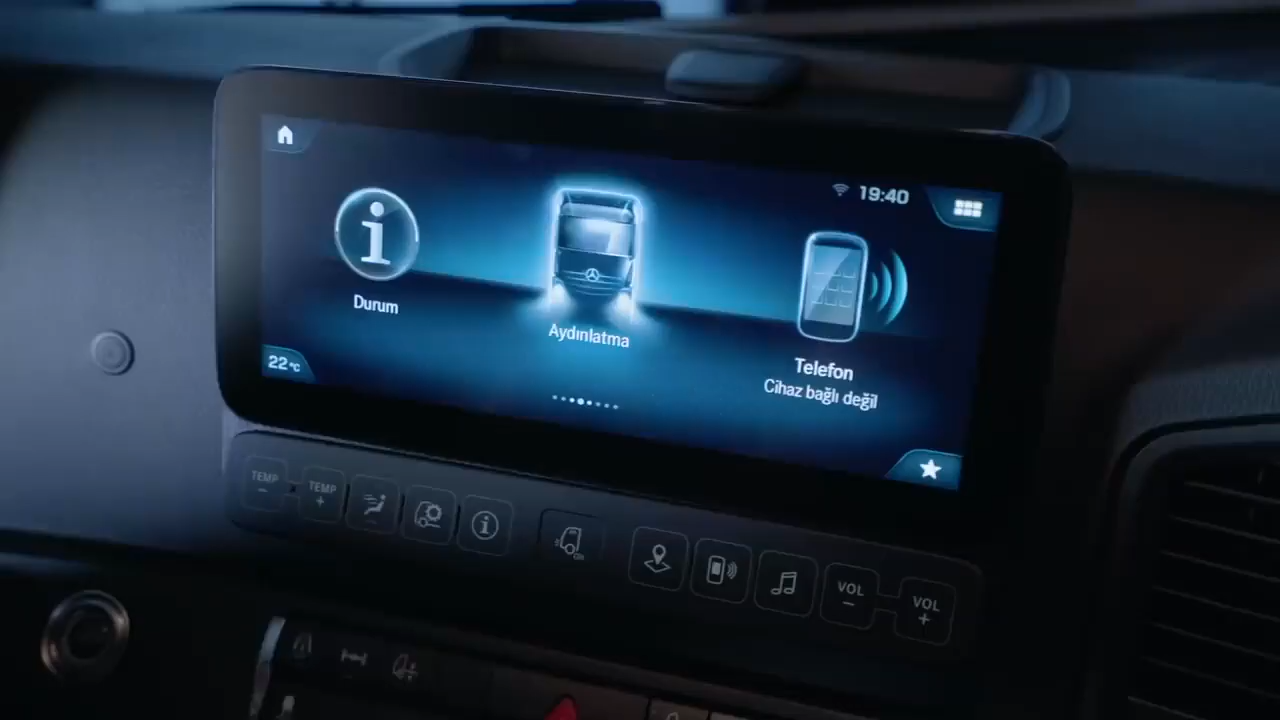 19:40
Durum
Aydınlatma
Telefon
Cihaz bağlı değil
22°C
TEMP
−
TEMP
+
VOL
−
VOL
+